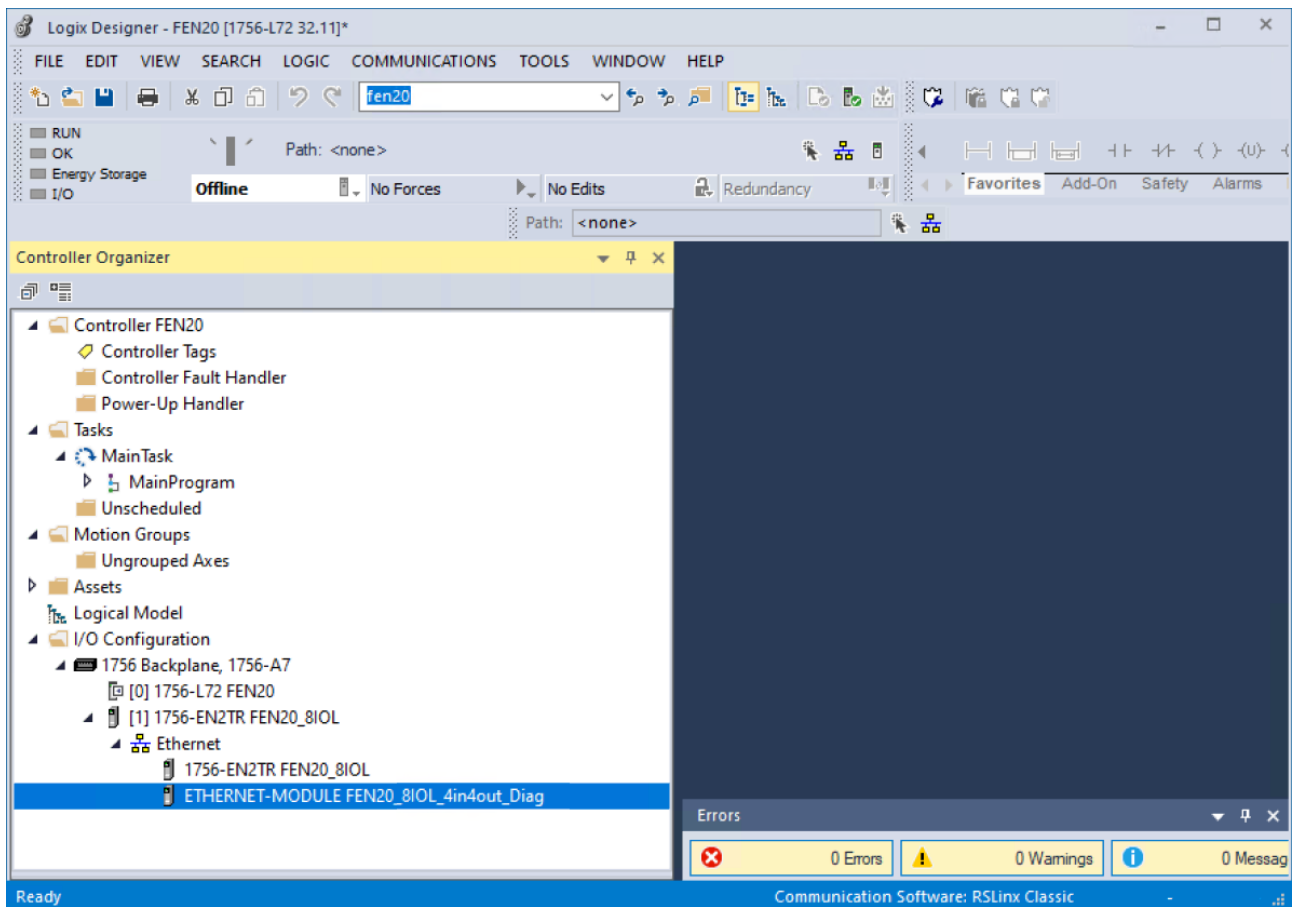 Logix Designer - FEN20 [1756-L72 32.11]*
FILE EDIT VIEW SEARCH LOGIC COMMUNICATIONS TOOLS WINDOW HELP
fen20
RUN
OK
Energy Storage
I/O
Path: <none>
Offline
No Forces
No Edits
Redundancy
Favorites Add-On Safety Alarms
Path: <none>
Controller Organizer
Controller FEN20
Controller Tags
Controller Fault Handler
Power-Up Handler
Tasks
MainTask
MainProgram
Unscheduled
Motion Groups
Ungrouped Axes
Assets
Logical Model
I/O Configuration
1756 Backplane, 1756-A7
[0] 1756-L72 FEN20
[1] 1756-EN2TR FEN20_8IOL
Ethernet
1756-EN2TR FEN20_8IOL
ETHERNET-MODULE FEN20_8IOL_4in4out_Diag
Errors
0 Errors
0 Warnings
0 Messag
Ready
Communication Software: RSLinx Classic